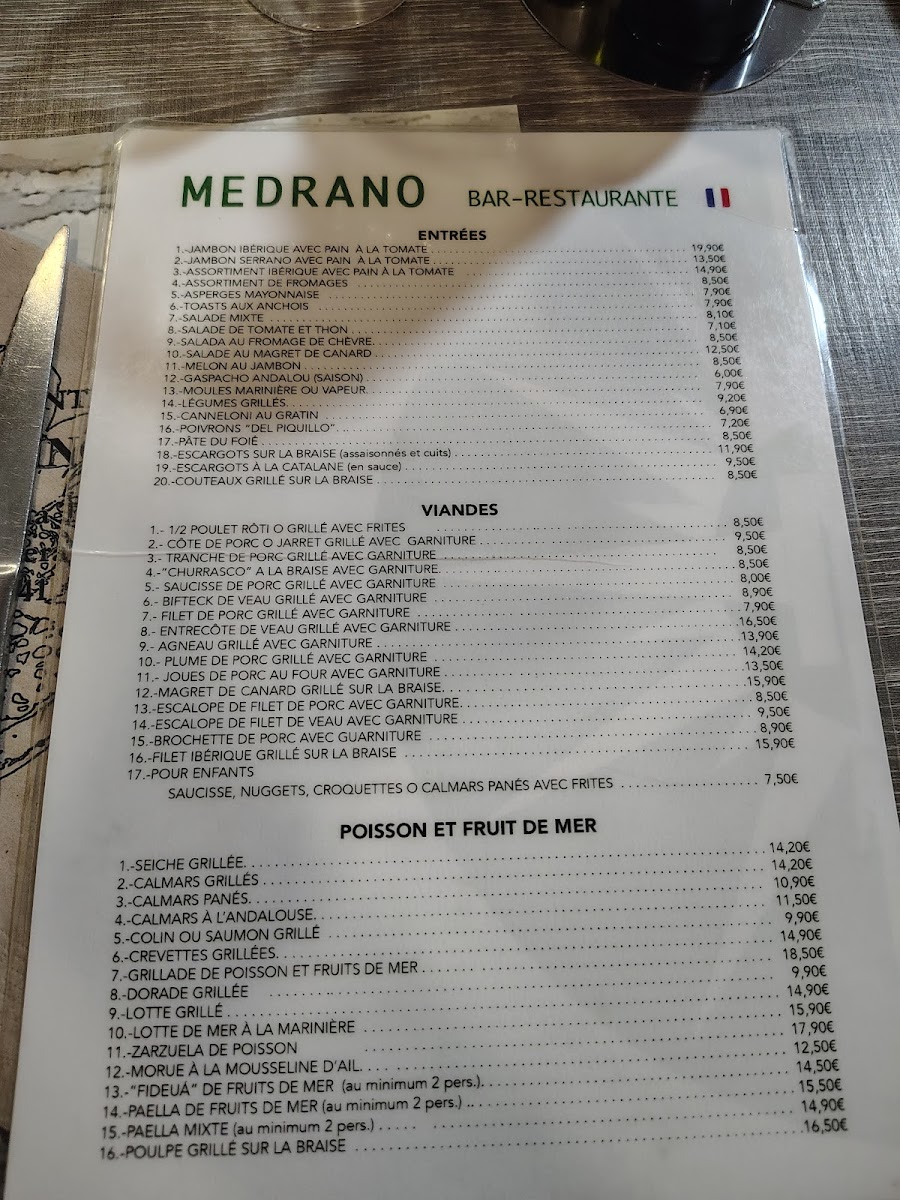 MEDRANO BAR-RESTAURANTE
ENTRÉES
1.-JAMBON IBÉRIQUE AVEC PAIN À LA TOMATE 19,90€
2.-JAMBON SERRANO AVEC PAIN À LA TOMATE 13,50€
3.-ASSORTIMENT IBÉRIQUE AVEC PAIN À LA TOMATE 14,90€
4.-ASSORTIMENT DE FROMAGES 8,50€
5.-ASPERGES MAYONNAISE 7,90€
6.-TOASTS AUX ANCHOIS 7,90€
7.-SALADE MIXTE 8,10€
8.-SALADE DE TOMATE ET THON 7,10€
9.-SALADA AU FROMAGE DE CHÈVRE 8,50€
10.-SALADE AU MAGRET DE CANARD 12,50€
11.-MELON AU JAMBON 8,50€
12.-GASPACHO ANDALOU (SAISON) 6,00€
13.-MOULES MARINIÈRE OU VAPEUR 7,90€
14.-LÉGUMES GRILLÉS 9,20€
15.-CANNELONI AU GRATIN 6,90€
16.-POIVRONS "DEL PIQUILLO" 7,20€
17.-PÂTE DU FOIÉ 8,50€
18.-ESCARGOTS SUR LA BRAISE (assaisonnés et cuits) 11,90€
19.-ESCARGOTS À LA CATALANE (en sauce) 9,50€
20.-COUTEAUX GRILLÉ SUR LA BRAISE 8,50€
VIANDES
1.- 1/2 POULET RÔTI O GRILLÉ AVEC FRITES 8,50€
2.- CÔTE DE PORC O JARRET GRILLÉ AVEC GARNITURE 9,50€
3.- TRANCHE DE PORC GRILLÉ AVEC GARNITURE 8,50€
4.-"CHURRASCO" A LA BRAISE AVEC GARNITURE 8,50€
5.- SAUCISSE DE PORC GRILLÉ AVEC GARNITURE 8,00€
6.- BIFTECK DE VEAU GRILLÉ AVEC GARNITURE 8,90€
7.- FILET DE PORC GRILLÉ AVEC GARNITURE 7,90€
8.- ENTRECÔTE DE VEAU GRILLÉ AVEC GARNITURE 16,50€
9.- AGNEAU GRILLÉ AVEC GARNITURE 13,90€
10.- PLUME DE PORC GRILLÉ AVEC GARNITURE 14,20€
11.- JOUES DE PORC AU FOUR AVEC GARNITURE 13,50€
12.-MAGRET DE CANARD GRILLÉ SUR LA BRAISE 15,90€
13.-ESCALOPE DE FILET DE PORC AVEC GARNITURE 8,50€
14.-ESCALOPE DE FILET DE VEAU AVEC GARNITURE 9,50€
15.-BROCHETTE DE PORC AVEC GUARNITURE 8,90€
16.-FILET IBÉRIQUE GRILLÉ SUR LA BRAISE 15,90€
17.-POUR ENFANTS
SAUCISSE, NUGGETS, CROQUETTES O CALMARS PANÉS AVEC FRITES 7,50€
POISSON ET FRUIT DE MER
1.-SEICHE GRILLÉE 14,20€
2.-CALMARS GRILLÉS 14,20€
3.-CALMARS PANÉS 10,90€
4.-CALMARS À L'ANDALOUSE 11,50€
5.-COLIN OU SAUMON GRILLÉ 9,90€
6.-CREVETTES GRILLÉES 14,90€
7.-GRILLADE DE POISSON ET FRUITS DE MER 18,50€
8.-DORADE GRILLÉE 9,90€
9.-LOTTE GRILLÉ 14,90€
10.-LOTTE DE MER À LA MARINIÈRE 15,90€
11.-ZARZUELA DE POISSON 17,90€
12.-MORUE À LA MOUSSELINE D'AIL 12,50€
13.-"FIDEUÁ" DE FRUITS DE MER (au minimum 2 pers.) 14,50€
14.-PAELLA DE FRUITS DE MER (au minimum 2 pers.) 15,50€
15.-PAELLA MIXTE (au minimum 2 pers.) 14,90€
16.-POULPE GRILLÉ SUR LA BRAISE 16,50€